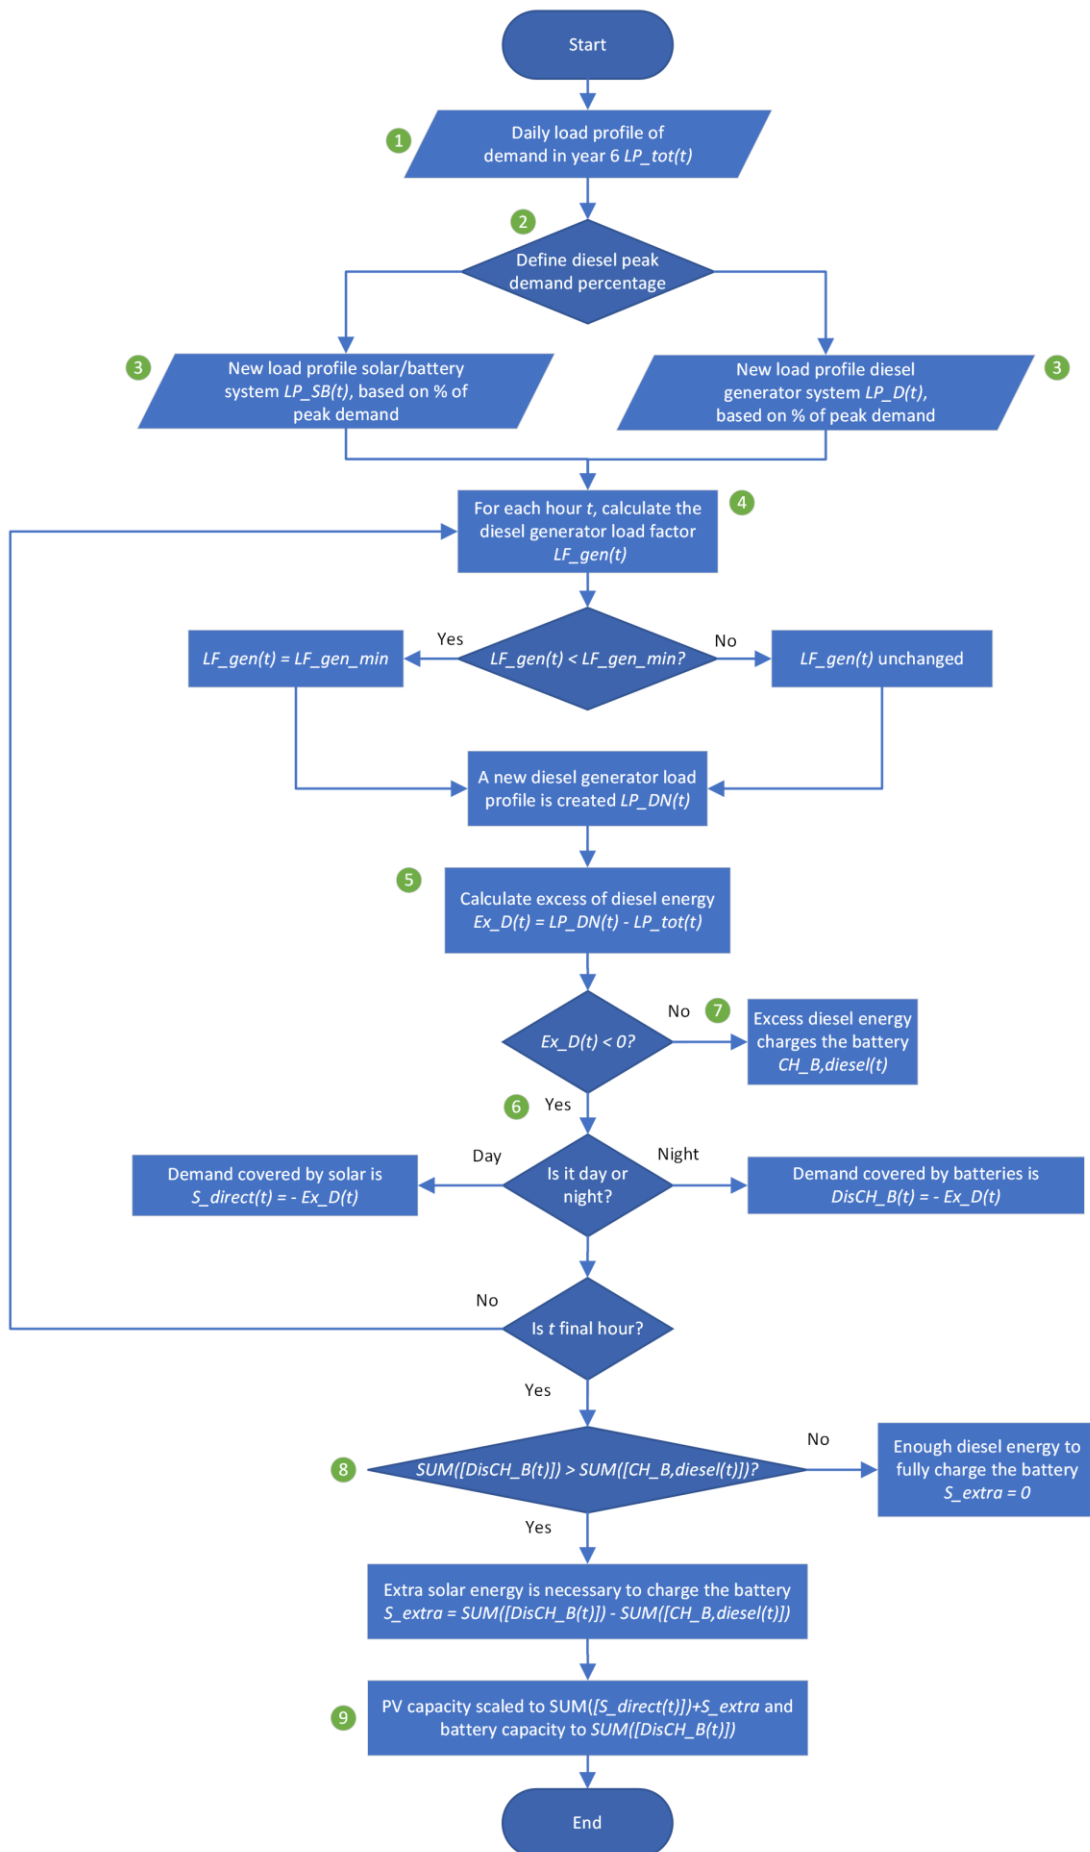 Start
1
Daily load profile of
demand in year 6 LP_tot(t)
2
Define diesel peak
demand percentage
3
New load profile solar/battery
system LP_SB(t), based on % of
peak demand
3
New load profile diesel
generator system LP_D(t),
based on % of peak demand
4
For each hour t, calculate the
diesel generator load factor
LF_gen(t)
Yes
No
LF_gen(t) = LF_gen_min
LF_gen(t) < LF_gen_min?
LF_gen(t) unchanged
A new diesel generator load
profile is created LP_DN(t)
5
Calculate excess of diesel energy
Ex_D(t) = LP_DN(t) - LP_tot(t)
No
7
Ex_D(t) < 0?
Excess diesel energy
charges the battery
CH_B,diesel(t)
6
Yes
Day
Night
Demand covered by solar is
S_direct(t) = - Ex_D(t)
Is it day or
night?
Demand covered by batteries is
DisCH_B(t) = - Ex_D(t)
No
Is t final hour?
Yes
No
8
SUM([DisCH_B(t)]) > SUM([CH_B,diesel(t)])?
Enough diesel energy to
fully charge the battery
S_extra = 0
Yes
Extra solar energy is necessary to charge the battery
S_extra = SUM([DisCH_B(t)]) - SUM([CH_B,diesel(t)])
9
PV capacity scaled to SUM([S_direct(t)])+S_extra and
battery capacity to SUM([DisCH_B(t)])
End